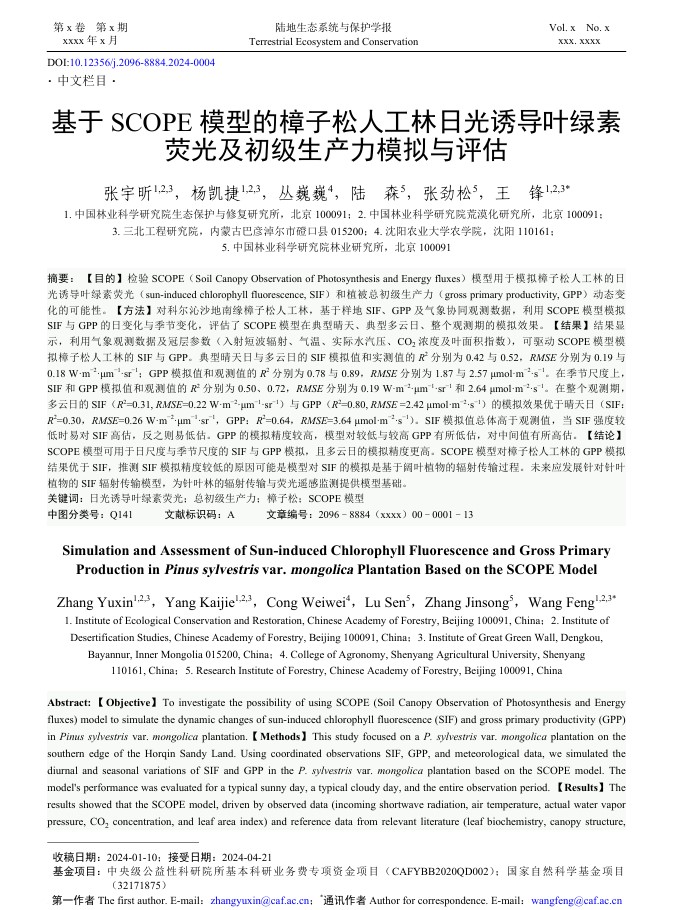 第 x 卷 第 x 期
陆地生态系统与保护学报
Vol. x No. x
xxxx 年 x 月
Terrestrial Ecosystem and Conservation
xxx. xxxx
DOI:10.12356/j.2096-8884.2024-0004
· 中文栏目 ·
基于 SCOPE 模型的樟子松人工林日光诱导叶绿素
荧光及初级生产力模拟与评估
张宇昕1,2,3，杨凯捷1,2,3，丛巍巍4，陆 森5，张劲松5，王 锋1,2,3*
1. 中国林业科学研究院生态保护与修复研究所，北京 100091；2. 中国林业科学研究院荒漠化研究所，北京 100091；
3. 三北工程研究院，内蒙古巴彦淖尔市磴口县 015200；4. 沈阳农业大学农学院，沈阳 110161；
5. 中国林业科学研究院林业研究所，北京 100091
摘要：【目的】检验 SCOPE（Soil Canopy Observation of Photosynthesis and Energy fluxes）模型用于模拟樟子松人工林的日
光诱导叶绿素荧光（sun-induced chlorophyll fluorescence, SIF）和植被总初级生产力（gross primary productivity, GPP）动态变
化的可能性。【方法】对科尔沁沙地南缘樟子松人工林，基于样地 SIF、GPP 及气象协同观测数据，利用 SCOPE 模型模拟
SIF 与 GPP 的日变化与季节变化，评估了 SCOPE 模型在典型晴天、典型多云日、整个观测期的模拟效果。【结果】结果显
示，利用气象观测数据及冠层参数（入射短波辐射、气温、实际水汽压、CO2 浓度及叶面积指数），可驱动 SCOPE 模型模
拟樟子松人工林的 SIF 与 GPP。典型晴天日与多云日的 SIF 模拟值和实测值的 R2 分别为 0.42 与 0.52，RMSE 分别为 0.19 与
0.18 W·m−2·μm−1·sr−1；GPP 模拟值和观测值的 R2 分别为 0.78 与 0.89，RMSE 分别为 1.87 与 2.57 μmol·m−2·s−1。在季节尺度上，
SIF 和 GPP 模拟值和观测值的 R2 分别为 0.50、0.72，RMSE 分别为 0.19 W·m−2·μm−1·sr−1 和 2.64 μmol·m−2·s−1。在整个观测期，
多云日的 SIF（R2=0.31, RMSE=0.22 W·m−2·μm−1·sr−1）与 GPP（R2=0.80, RMSE =2.42 μmol·m−2·s−1）的模拟效果优于晴天日（SIF：
R2=0.30，RMSE=0.26 W·m−2·μm−1·sr−1，GPP：R2=0.64，RMSE=3.64 μmol·m−2·s−1）。SIF 模拟值总体高于观测值，当 SIF 强度较
低时易对 SIF 高估，反之则易低估。GPP 的模拟精度较高，模型对较低与较高 GPP 有所低估，对中间值有所高估。【结论】
SCOPE 模型可用于日尺度与季节尺度的 SIF 与 GPP 模拟，且多云日的模拟精度更高。SCOPE 模型对樟子松人工林的 GPP 模拟
结果优于 SIF，推测 SIF 模拟精度较低的原因可能是模型对 SIF 的模拟是基于阔叶植物的辐射传输过程。未来应发展针对针叶
植物的 SIF 辐射传输模型，为针叶林的辐射传输与荧光遥感监测提供模型基础。
关键词：日光诱导叶绿素荧光；总初级生产力；樟子松；SCOPE 模型
中图分类号：Q141 文献标识码：A 文章编号：2096－8884（xxxx）00－0001－13
Simulation and Assessment of Sun-induced Chlorophyll Fluorescence and Gross Primary
Production in Pinus sylvestris var. mongolica Plantation Based on the SCOPE Model
Zhang Yuxin1,2,3，Yang Kaijie1,2,3，Cong Weiwei4，Lu Sen5，Zhang Jinsong5，Wang Feng1,2,3*
1. Institute of Ecological Conservation and Restoration, Chinese Academy of Forestry, Beijing 100091, China；2. Institute of
Desertification Studies, Chinese Academy of Forestry, Beijing 100091, China；3. Institute of Great Green Wall, Dengkou,
Bayannur, Inner Mongolia 015200, China；4. College of Agronomy, Shenyang Agricultural University, Shenyang
110161, China；5. Research Institute of Forestry, Chinese Academy of Forestry, Beijing 100091, China
Abstract: 【Objective】To investigate the possibility of using SCOPE (Soil Canopy Observation of Photosynthesis and Energy
fluxes) model to simulate the dynamic changes of sun-induced chlorophyll fluorescence (SIF) and gross primary productivity (GPP)
in Pinus sylvestris var. mongolica plantation.【Methods】This study focused on a P. sylvestris var. mongolica plantation on the
southern edge of the Horqin Sandy Land. Using coordinated observations SIF, GPP, and meteorological data, we simulated the
diurnal and seasonal variations of SIF and GPP in the P. sylvestris var. mongolica plantation based on the SCOPE model. The
model's performance was evaluated for a typical sunny day, a typical cloudy day, and the entire observation period. 【Results】The
results showed that the SCOPE model, driven by observed data (incoming shortwave radiation, air temperature, actual water vapor
pressure, CO2 concentration, and leaf area index) and reference data from relevant literature (leaf biochemistry, canopy structure,
收稿日期：2024-01-10；接受日期：2024-04-21
基金项目：中央级公益性科研院所基本科研业务费专项资金项目（CAFYBB2020QD002）；国家自然科学基金项目
（32171875）
第一作者 The first author. E-mail：zhangyuxin@caf.ac.cn；*通讯作者 Author for correspondence. E-mail：wangfeng@caf.ac.cn